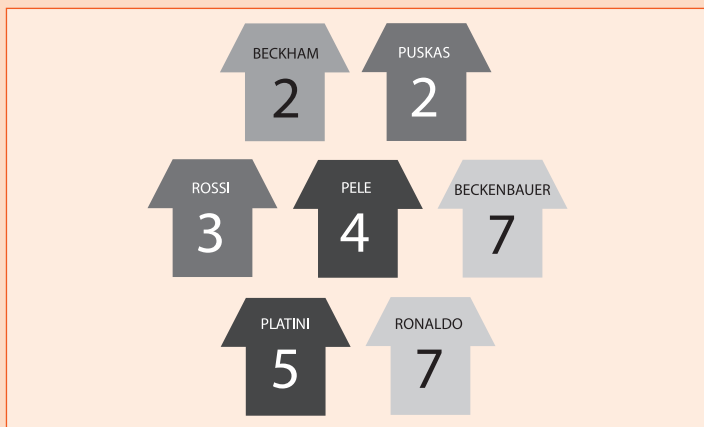 BECKHAM
2
PUSKAS
2
ROSSI
3
PELE
4
BECKENBAUER
7
PLATINI
5
RONALDO
7